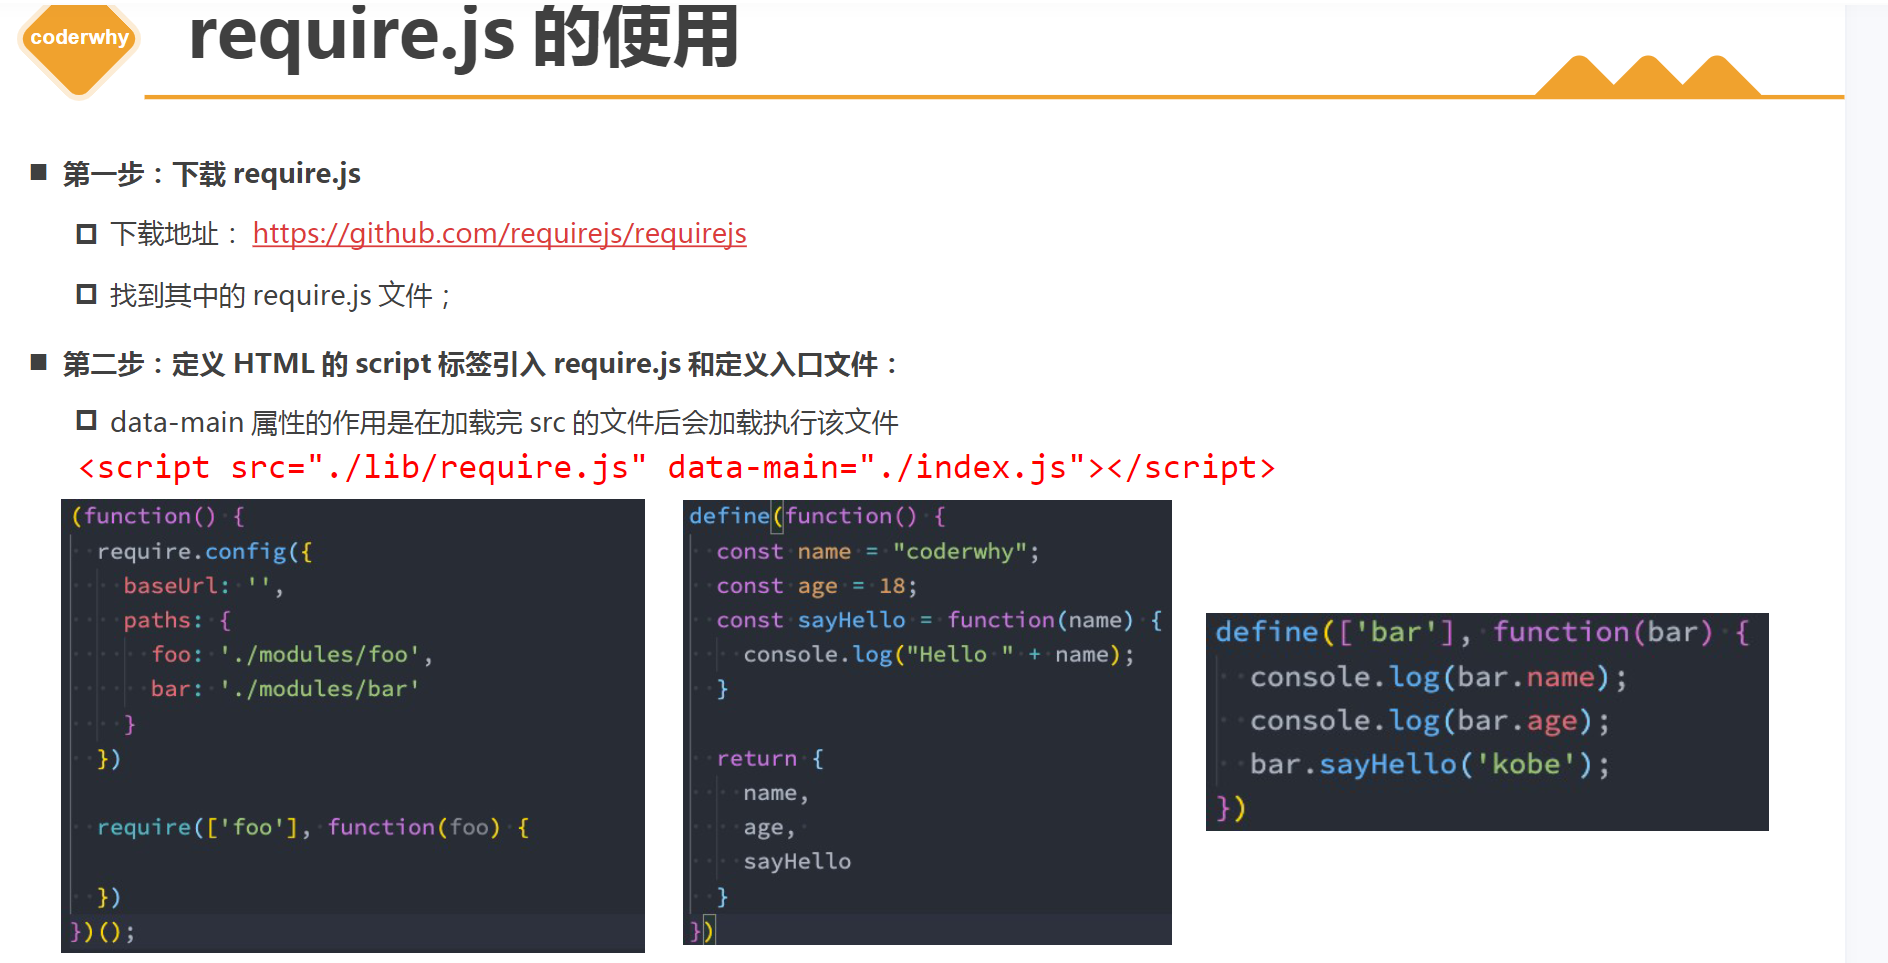 coderwhy
require.js 的使用
第一步：下载 require.js
下载地址： https://github.com/requirejs/requirejs
找到其中的 require.js 文件；
第二步：定义 HTML 的 script 标签引入 require.js 和定义入口文件：
data-main 属性的作用是在加载完 src 的文件后会加载执行该文件
<script src="./lib/require.js" data-main="./index.js"></script>
(function() {
  require.config({
    baseUrl: '',
    paths: {
      foo: './modules/foo',
      bar: './modules/bar'
    }
  })

  require(['foo'], function(foo) {

  })
})();
define(function() {
  const name = "coderwhy";
  const age = 18;
  const sayHello = function(name) {
    console.log("Hello " + name);
  }

  return {
    name,
    age,
    sayHello
  }
})
define(['bar'], function(bar) {
  console.log(bar.name);
  console.log(bar.age);
  bar.sayHello('kobe');
})